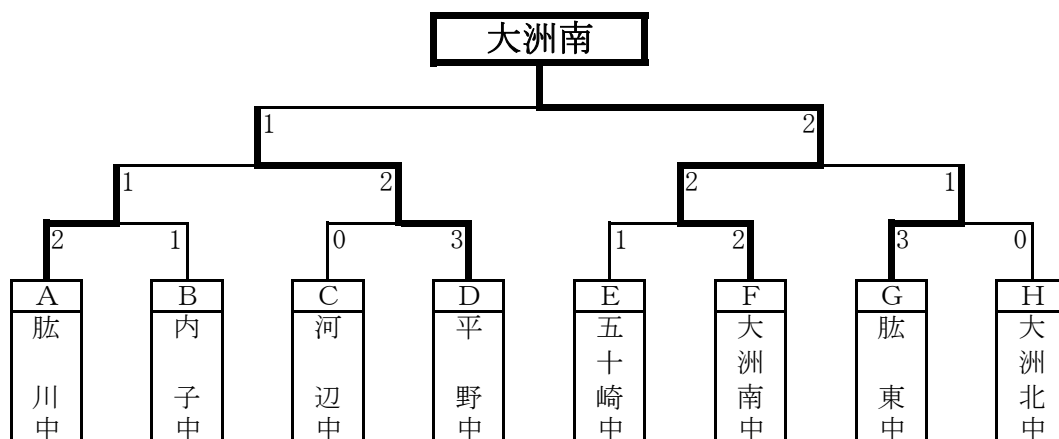 大洲南
1 2
1 2 2 1
2 1 0 3 1 2 3 0
A B C D E F G H
肱川中
内子中
河辺中
平野中
五十崎中
大洲南中
肱東中
大洲北中